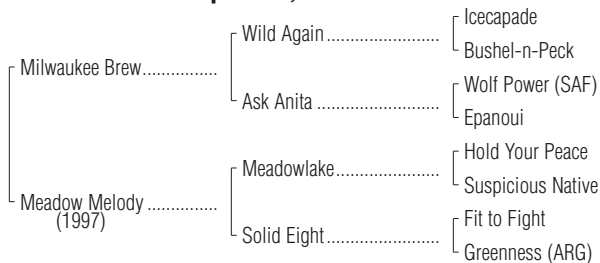 Icecapade
Wild Again ........................
Bushel-n-Peck
Milwaukee Brew................
Wolf Power (SAF)
Ask Anita ..........................
Epanoui
Hold Your Peace
Meadowlake......................
Suspicious Native
Meadow Melody ...............
(1997)
Fit to Fight
Solid Eight........................
Greenness (ARG)